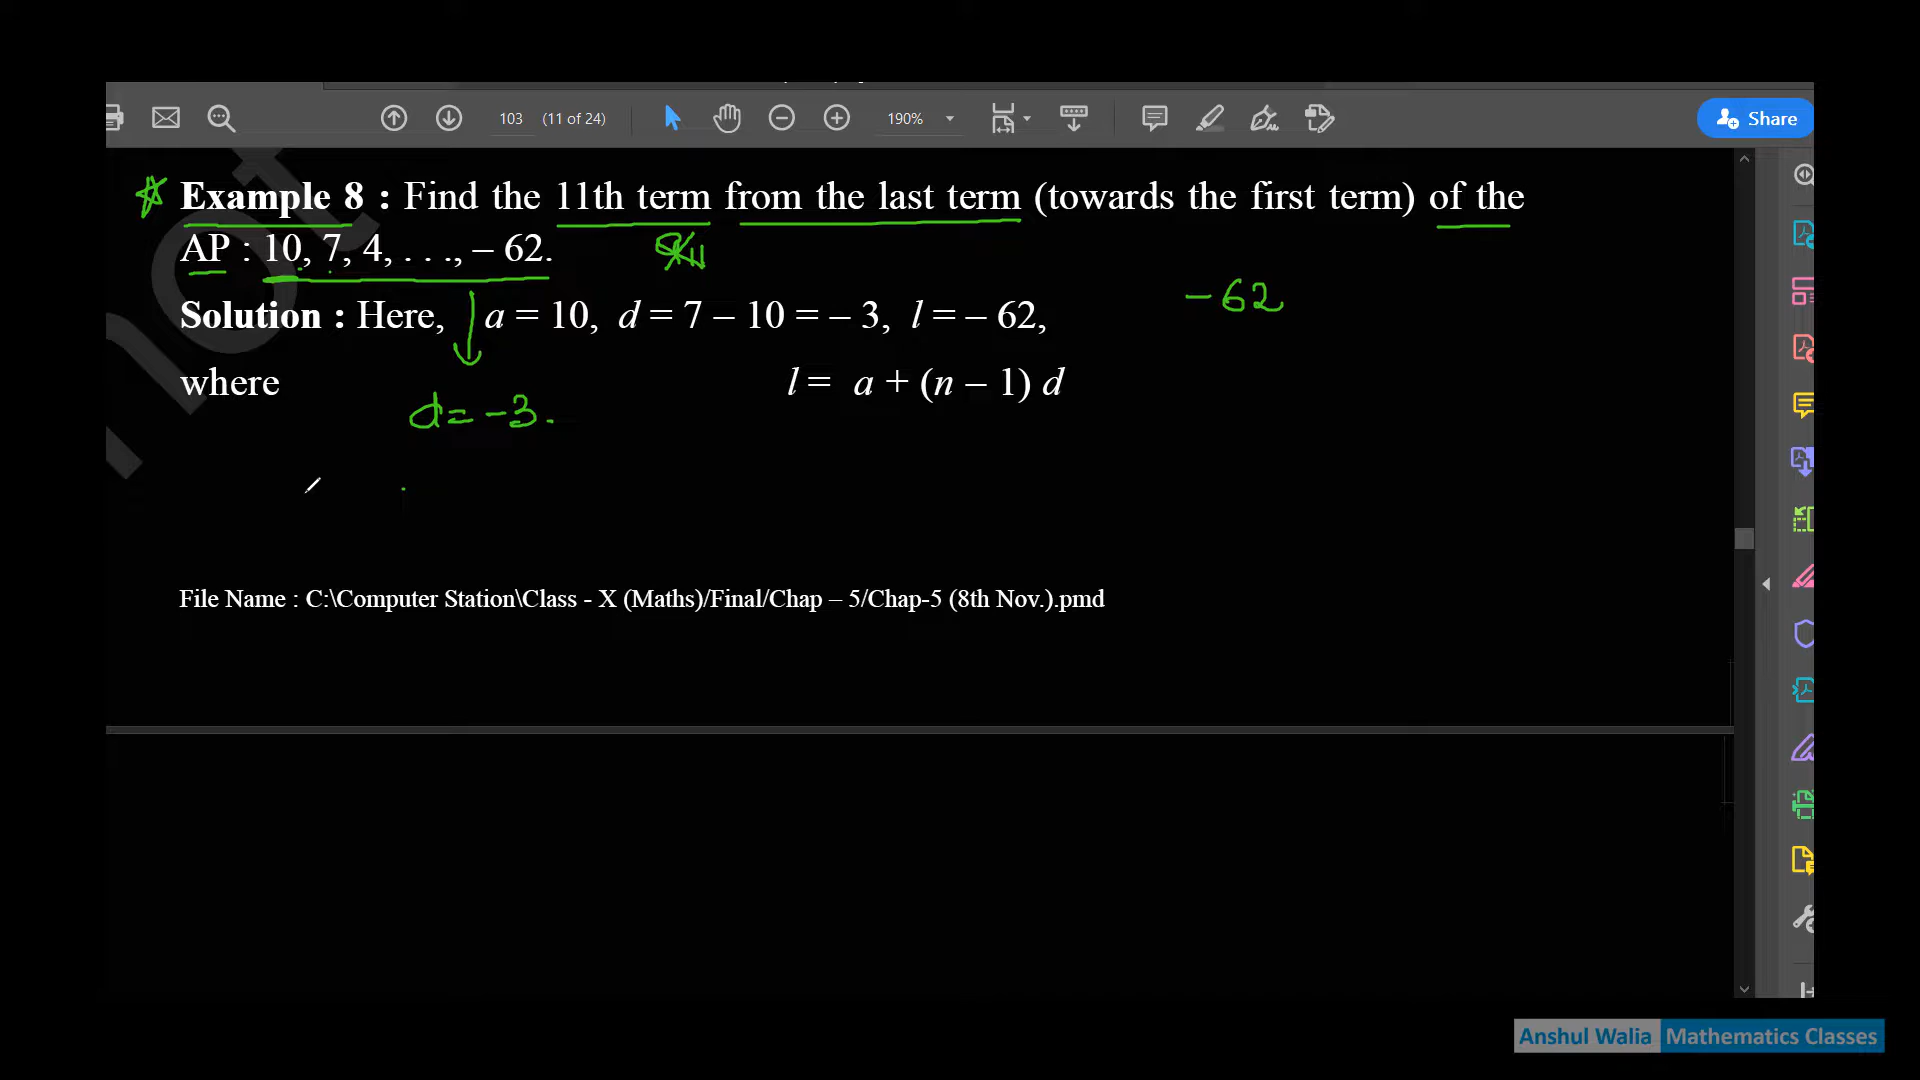 103 (11 of 24) 190% Share
Example 8 : Find the 11th term from the last term (towards the first term) of the
AP : 10, 7, 4, . . ., – 62.
Solution : Here, a = 10, d = 7 – 10 = – 3, l = – 62,
-62
where l = a + (n – 1) d
d = -3.
not
File Name : C:\Computer Station\Class - X (Maths)/Final/Chap – 5/Chap-5 (8th Nov.).pmd
Anshul Walia Mathematics Classes